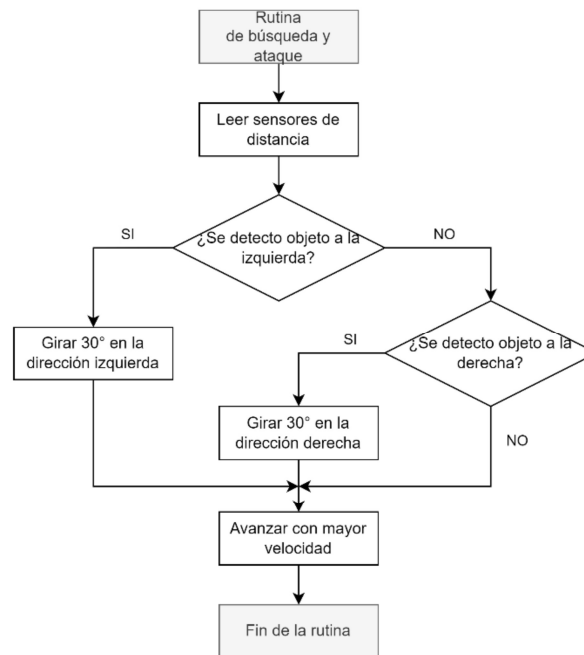 Rutina
de búsqueda y
ataque
Leer sensores de
distancia
¿Se detecto objeto a la
izquierda?
SI
NO
Girar 30° en la
dirección izquierda
¿Se detecto objeto a la
derecha?
SI
NO
Girar 30° en la
dirección derecha
Avanzar con mayor
velocidad
Fin de la rutina